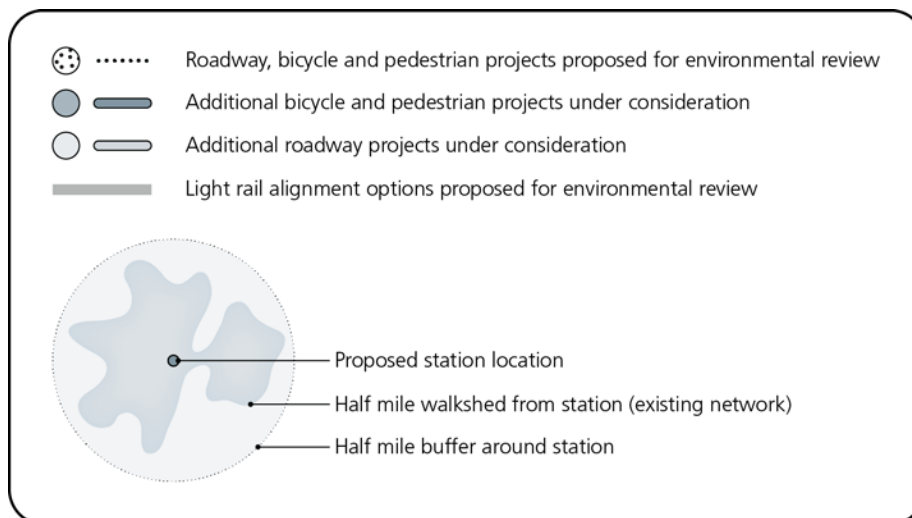 Roadway, bicycle and pedestrian projects proposed for environmental review
Additional bicycle and pedestrian projects under consideration
Additional roadway projects under consideration
Light rail alignment options proposed for environmental review
Proposed station location
Half mile walkshed from station (existing network)
Half mile buffer around station